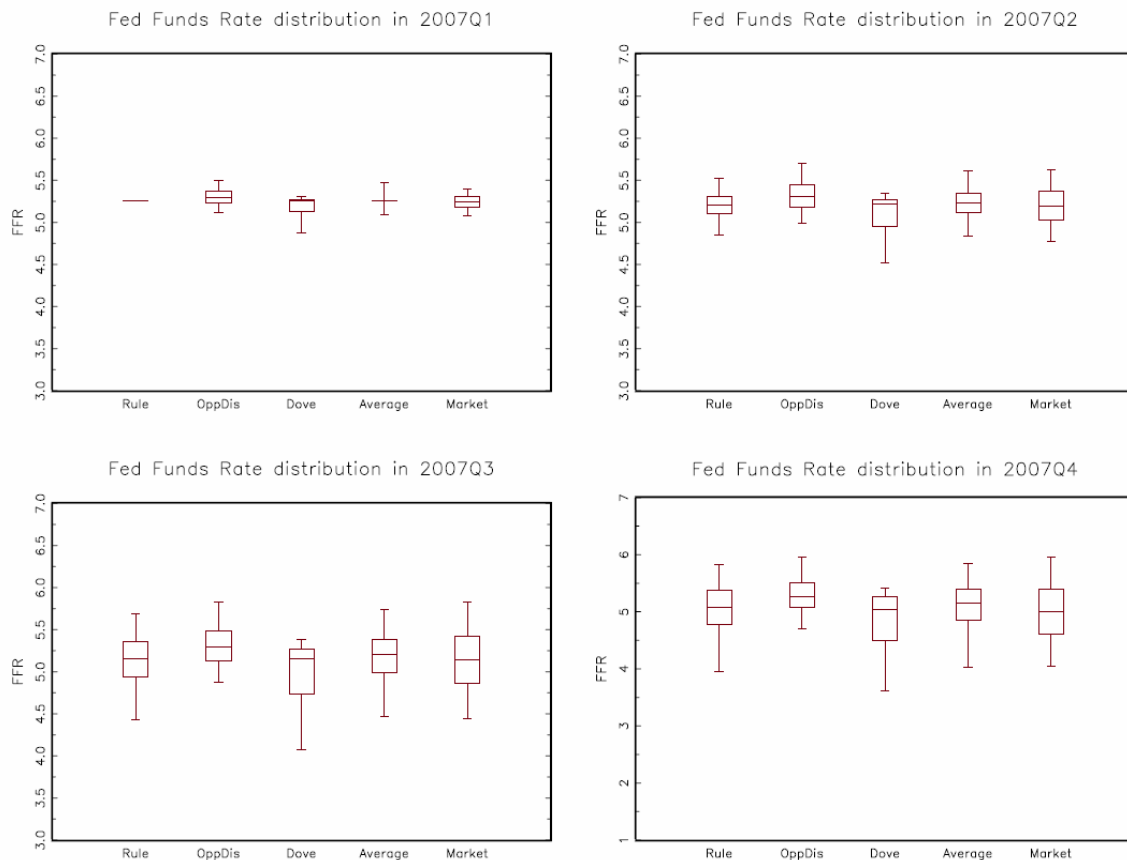 Fed Funds Rate distribution in 2007Q1
FFR
7.0
6.5
6.0
5.5
5.0
4.5
4.0
3.5
3.0
Rule OppDis Dove Average Market
Fed Funds Rate distribution in 2007Q2
FFR
7.0
6.5
6.0
5.5
5.0
4.5
4.0
3.5
3.0
Rule OppDis Dove Average Market
Fed Funds Rate distribution in 2007Q3
FFR
7.0
6.5
6.0
5.5
5.0
4.5
4.0
3.5
3.0
Rule OppDis Dove Average Market
Fed Funds Rate distribution in 2007Q4
FFR
7
6
5
4
3
2
1
Rule OppDis Dove Average Market